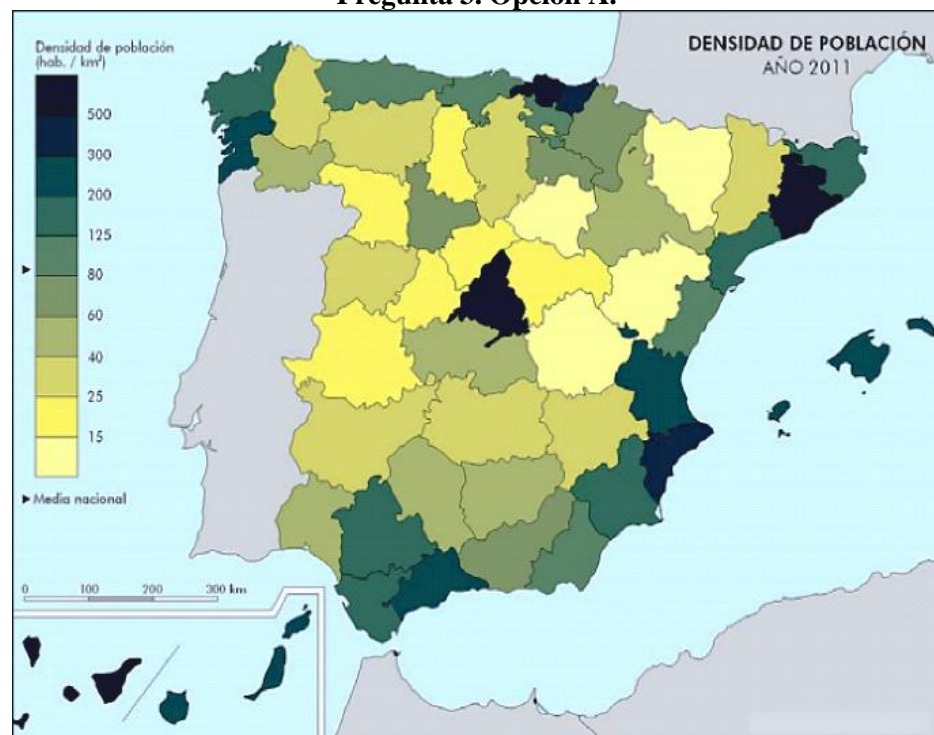 Pregunta 3. Opción A.
DENSIDAD DE POBLACIÓN
AÑO 2011
Densidad de población
(hab. / km²)
500
300
200
125
80
60
40
25
15
▶ Media nacional
0 100 200 300 km